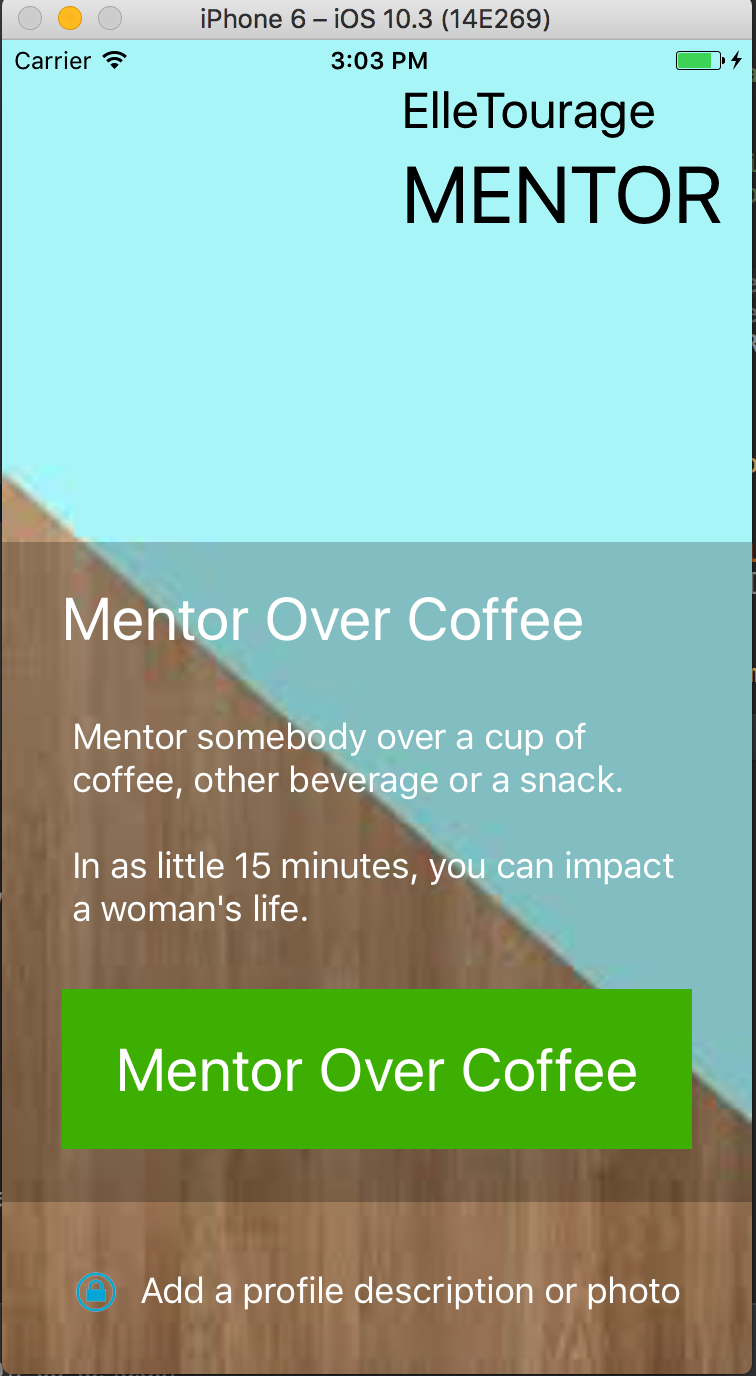 iPhone 6 – iOS 10.3 (14E269)
Carrier 3:03 PM
ElleTourage
MENTOR
Mentor Over Coffee
Mentor somebody over a cup of
coffee, other beverage or a snack.
In as little 15 minutes, you can impact
a woman's life.
Mentor Over Coffee
Add a profile description or photo